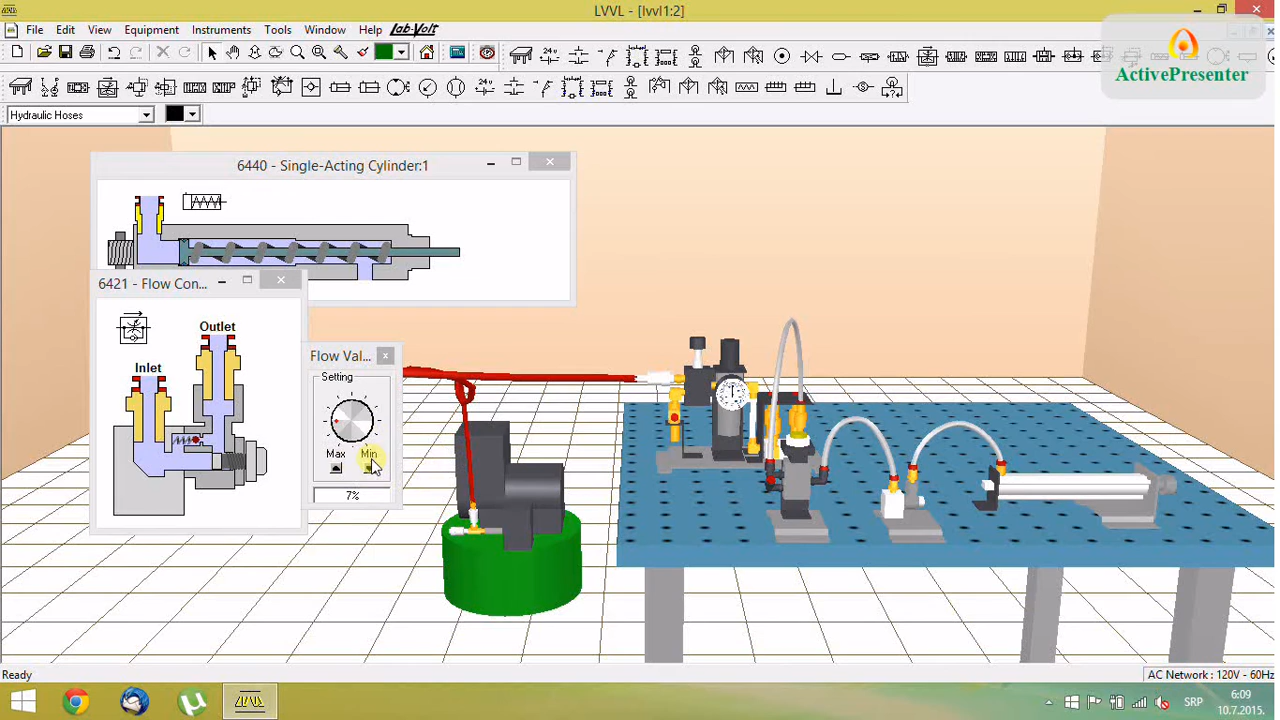 LVVL - [lvvl1:2]
File Edit View Equipment Instruments Tools Window Help Lab-Volt
ActivePresenter
24V
Hydraulic Hoses
6440 - Single-Acting Cylinder:1
6421 - Flow Con...
Outlet
Inlet
Flow Val...
Setting
Max Min
7%
Ready
AC Network : 120V - 60Hz
SRP
6:09
10.7.2015.